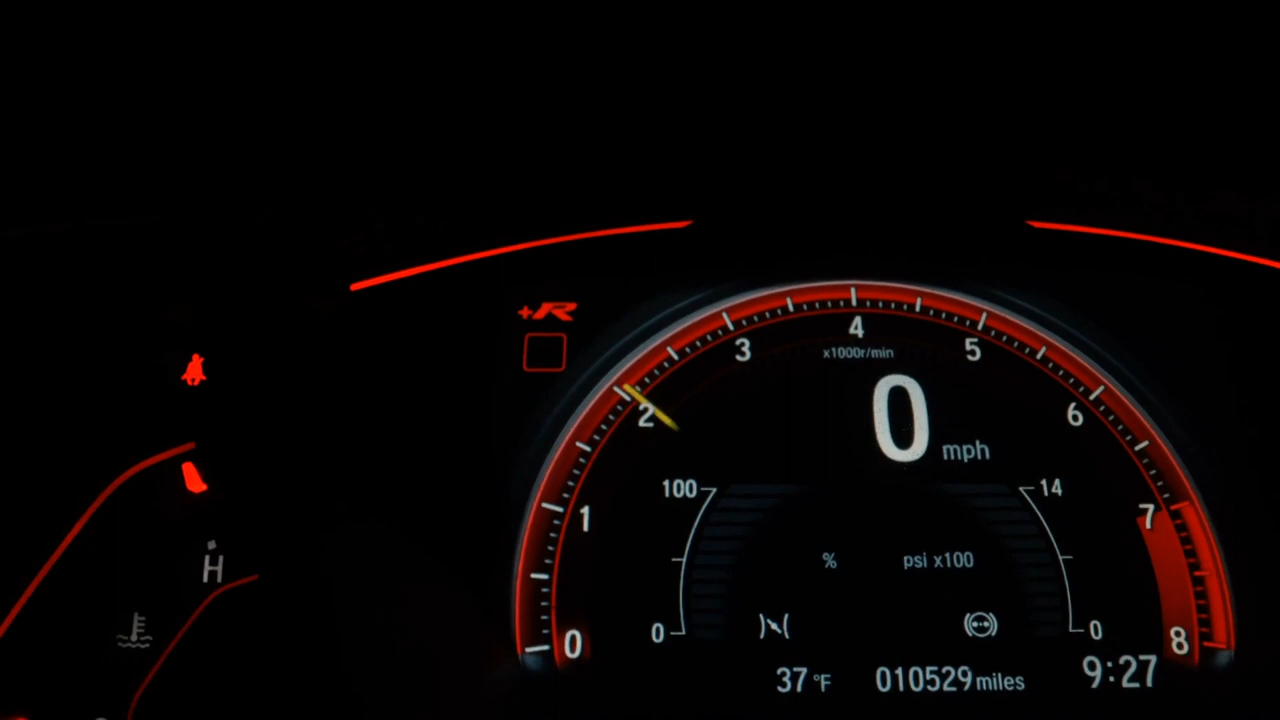 +R
4
3 5
x1000r/min
2 0 6
mph
100 14
1 7
% psi x100
H
0 0 0 8
37 °F 010529 miles 9:27